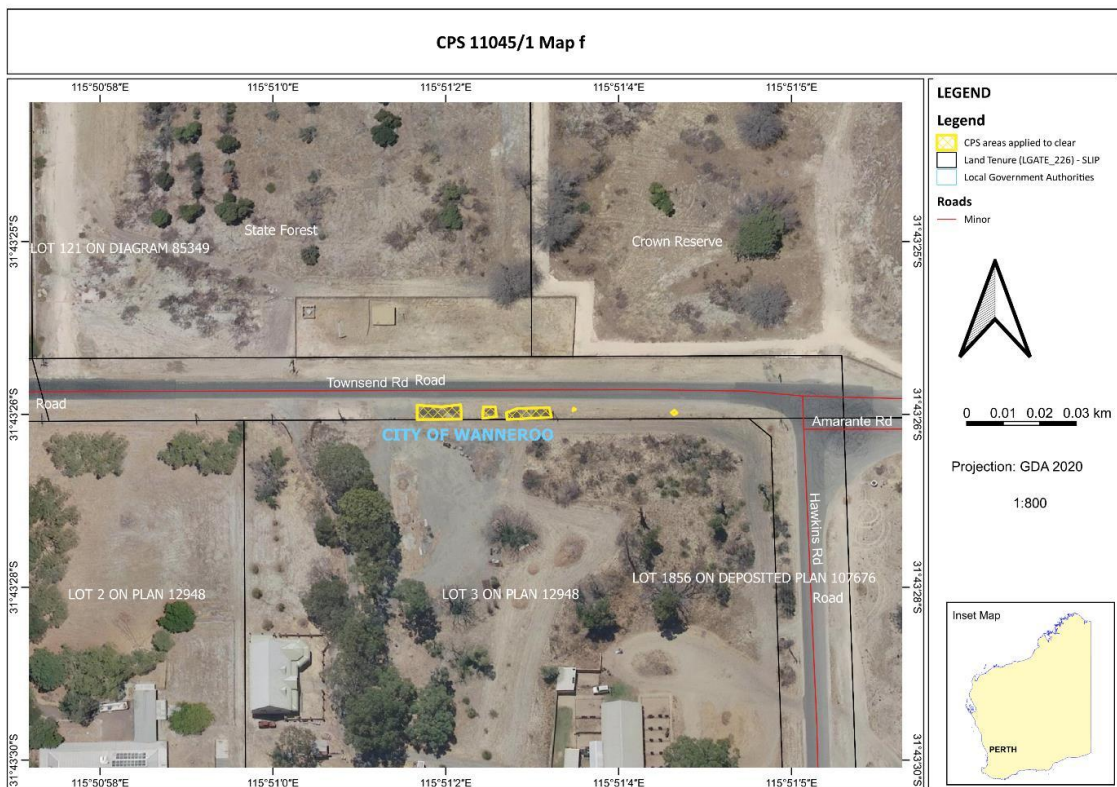 CPS 11045/1 Map f
115°50'58"E 115°51'0"E 115°51'2"E 115°51'4"E 115°51'5"E
31°43'25"S
31°43'25"S
State Forest
Crown Reserve
LOT 121 ON DIAGRAM 85349
Townsend Rd Road
Road
31°43'26"S
31°43'26"S
Amarante Rd
CITY OF WANNEROO
Hawkins Rd
31°43'28"S
31°43'28"S
LOT 1856 ON DEPOSITED PLAN 107676
LOT 2 ON PLAN 12948
LOT 3 ON PLAN 12948
Road
31°43'30"S
31°43'30"S
115°50'58"E 115°51'0"E 115°51'2"E 115°51'4"E 115°51'5"E
LEGEND
Legend
CPS areas applied to clear
Land Tenure (LGATE_226) - SLIP
Local Government Authorities
Roads
Minor
0 0.01 0.02 0.03 km
Projection: GDA 2020
1:800
Inset Map
PERTH